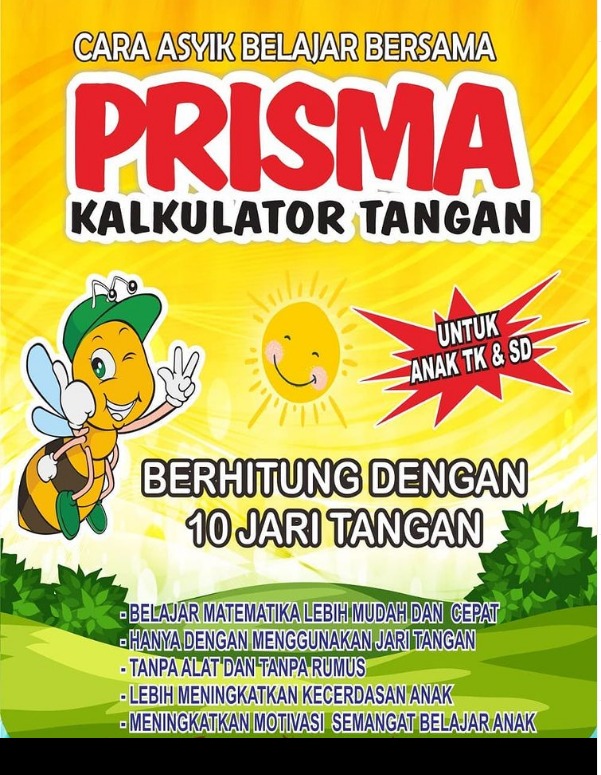 CARA ASYIK BELAJAR BERSAMA
PRISMA
KALKULATOR TANGAN
UNTUK
ANAK TK & SD
BERHITUNG DENGAN
10 JARI TANGAN
- BELAJAR MATEMATIKA LEBIH MUDAH DAN CEPAT
- HANYA DENGAN MENGGUNAKAN JARI TANGAN
- TANPA ALAT DAN TANPA RUMUS
- LEBIH MENINGKATKAN KECERDASAN ANAK
- MENINGKATKAN MOTIVASI SEMANGAT BELAJAR ANAK